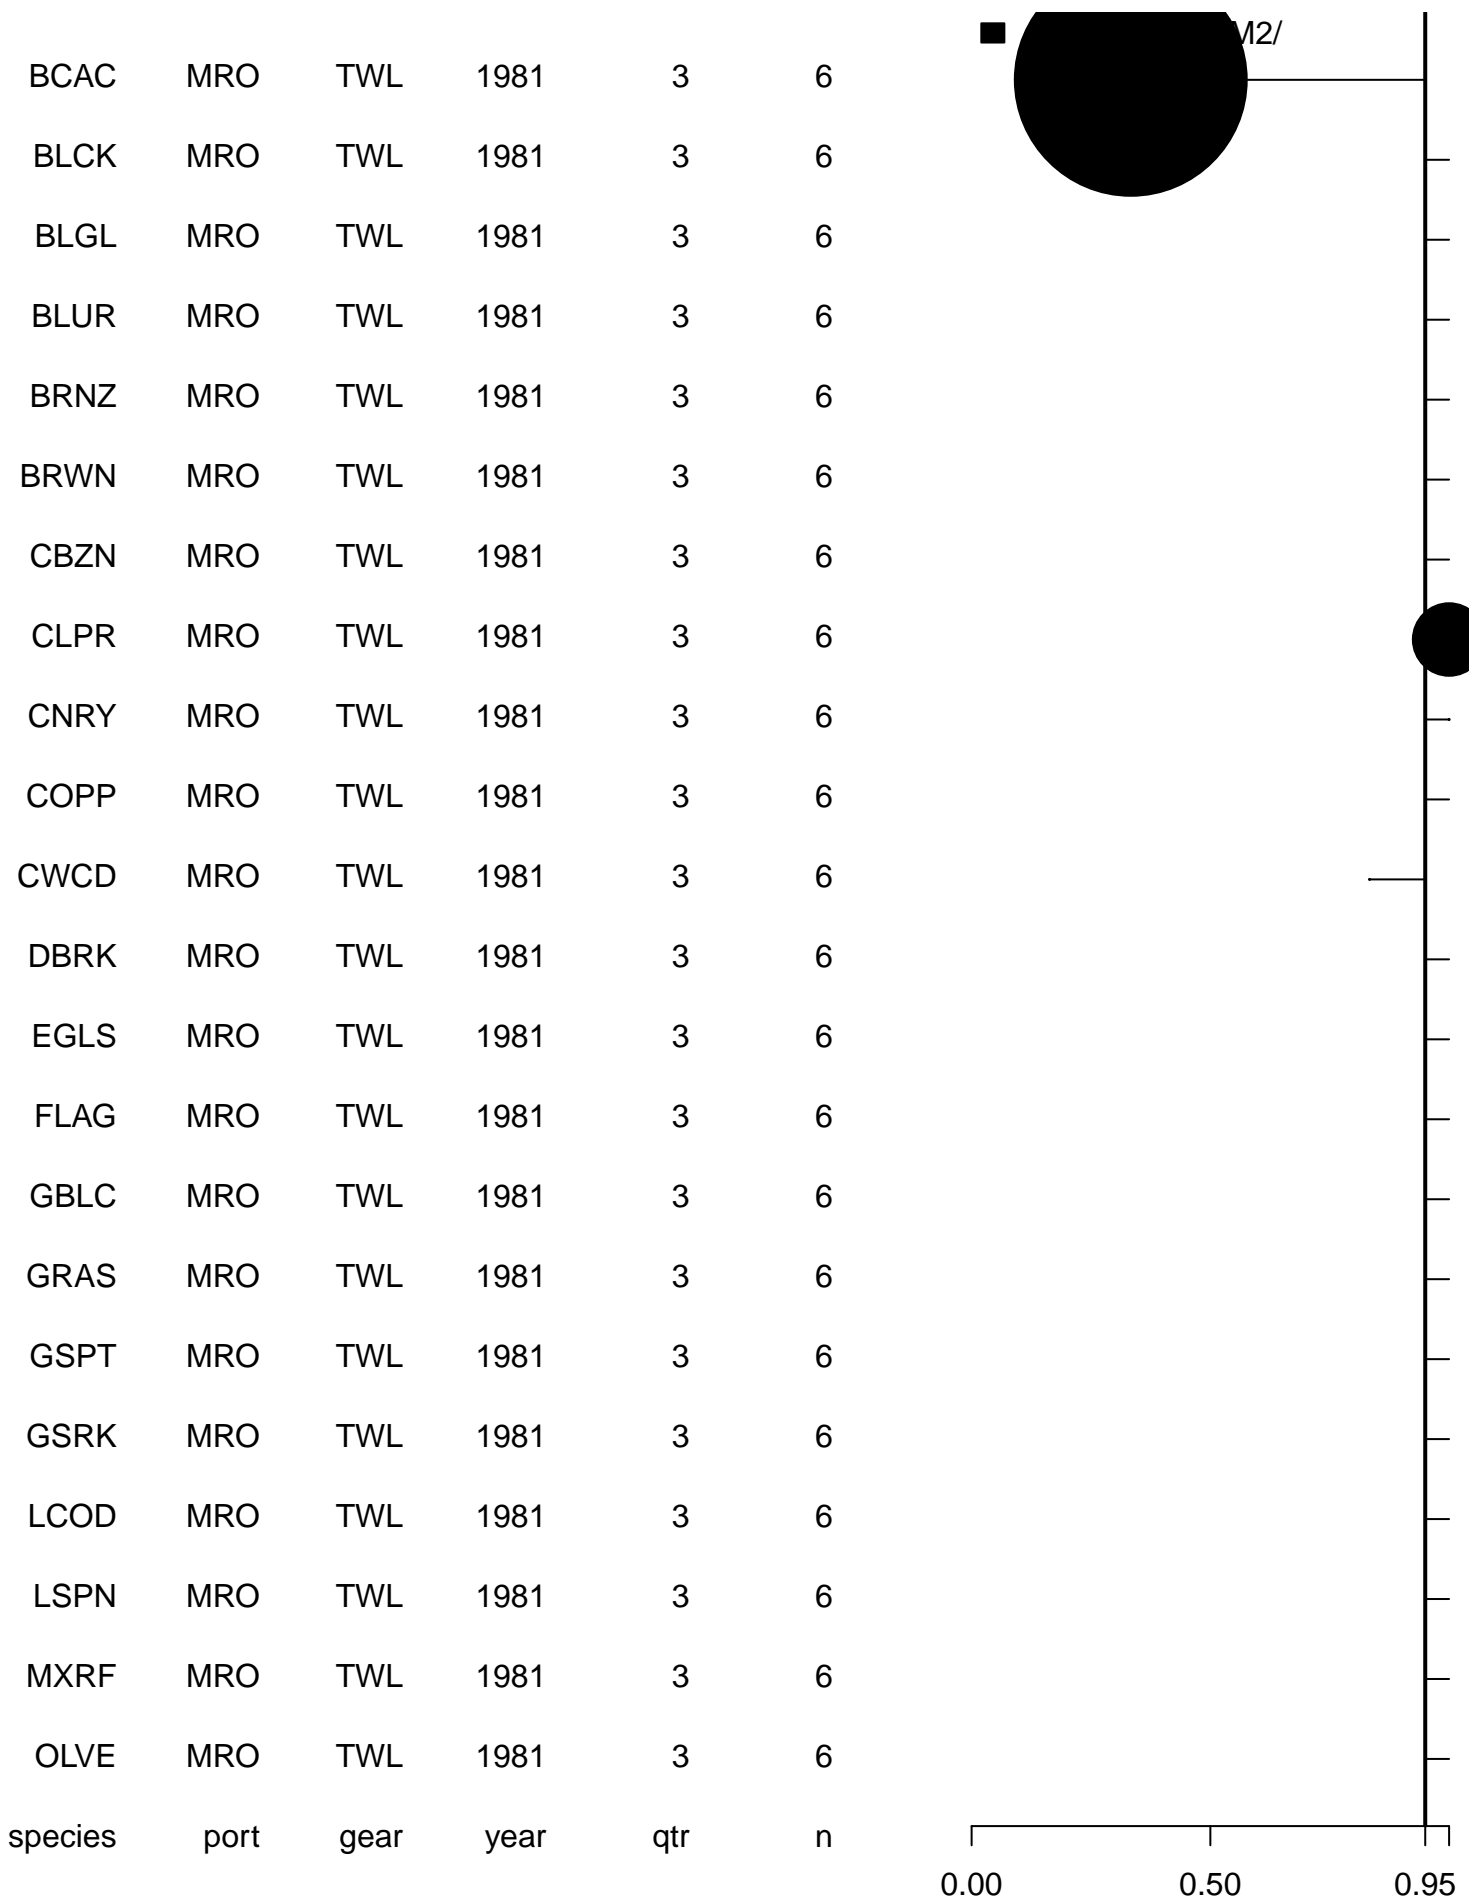 M2/
BCAC MRO TWL 1981 3 6
BLCK MRO TWL 1981 3 6
BLGL MRO TWL 1981 3 6
BLUR MRO TWL 1981 3 6
BRNZ MRO TWL 1981 3 6
BRWN MRO TWL 1981 3 6
CBZN MRO TWL 1981 3 6
CLPR MRO TWL 1981 3 6
CNRY MRO TWL 1981 3 6
COPP MRO TWL 1981 3 6
CWCD MRO TWL 1981 3 6
DBRK MRO TWL 1981 3 6
EGLS MRO TWL 1981 3 6
FLAG MRO TWL 1981 3 6
GBLC MRO TWL 1981 3 6
GRAS MRO TWL 1981 3 6
GSPT MRO TWL 1981 3 6
GSRK MRO TWL 1981 3 6
LCOD MRO TWL 1981 3 6
LSPN MRO TWL 1981 3 6
MXRF MRO TWL 1981 3 6
OLVE MRO TWL 1981 3 6
species port gear year qtr n
0.00 0.50 0.95